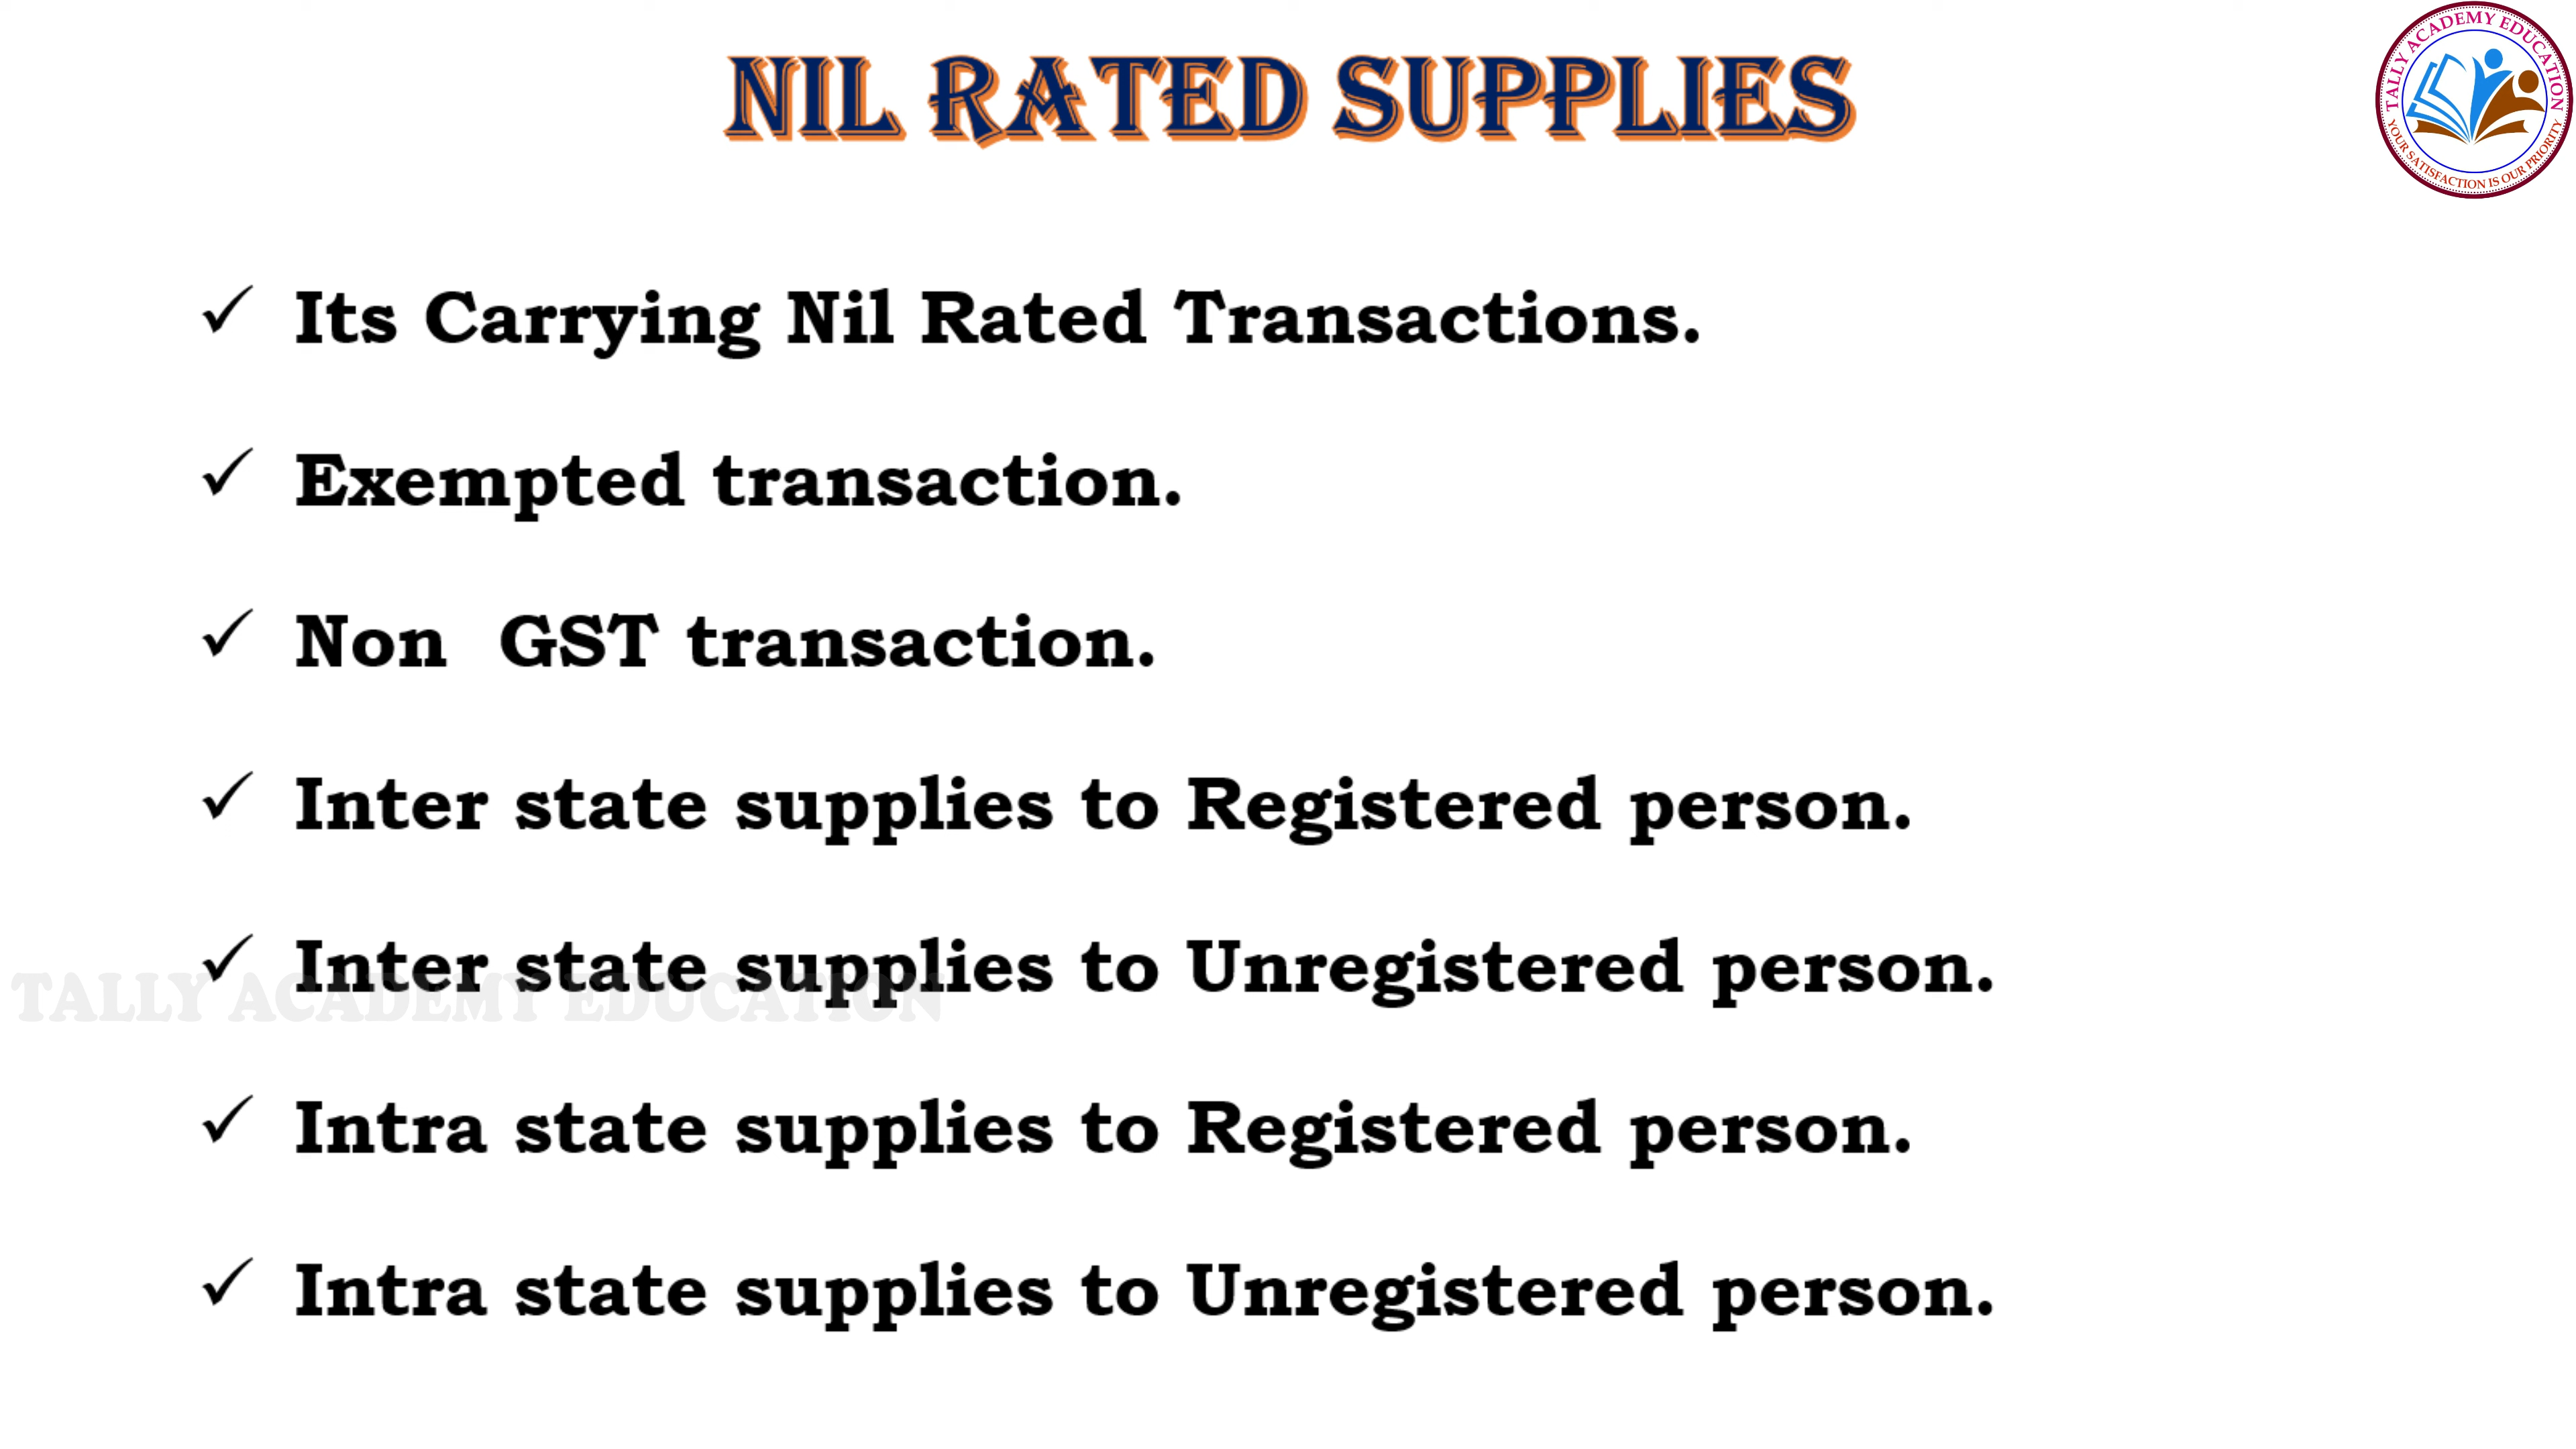 NIL RATED SUPPLIES
TALLY ACADEMY EDUCATION
YOUR SATISFACTION IS OUR PRIORITY
✓ Its Carrying Nil Rated Transactions.
✓ Exempted transaction.
✓ Non  GST transaction.
✓ Inter state supplies to Registered person.
✓ Inter state supplies to Unregistered person.
TALLY ACADEMY EDUCATION
✓ Intra state supplies to Registered person.
✓ Intra state supplies to Unregistered person.